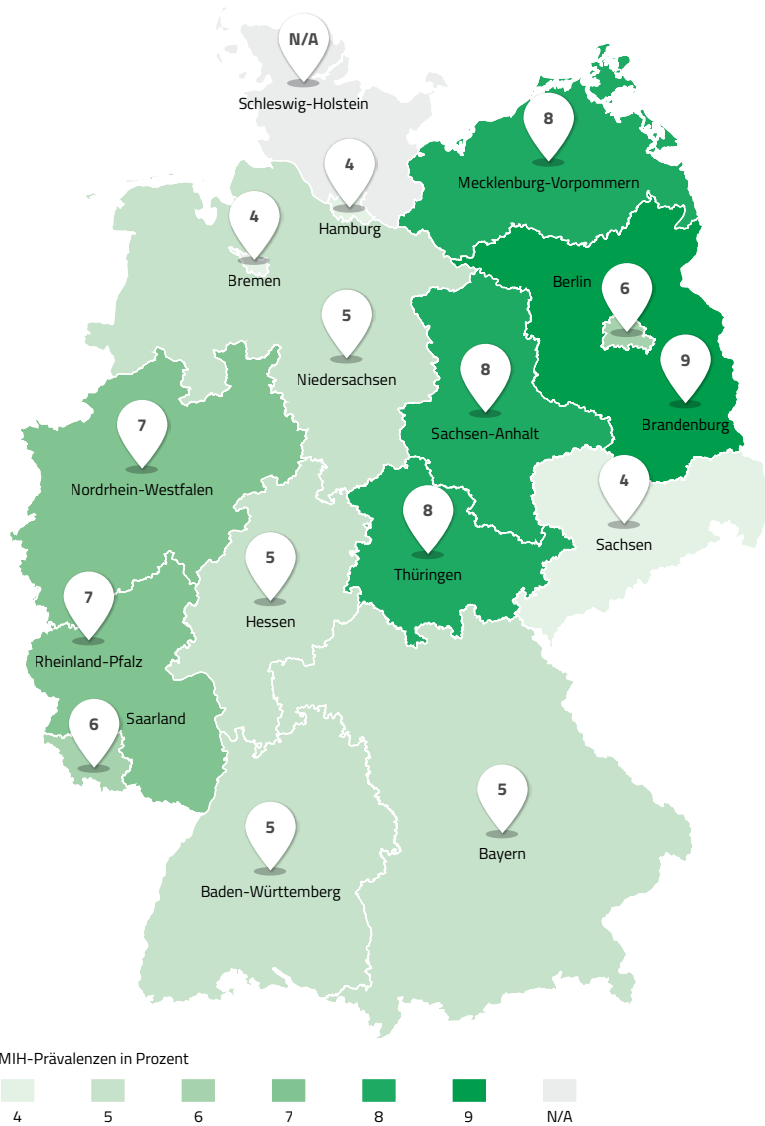 N/A
Schleswig-Holstein
8
Mecklenburg-Vorpommern
4
Hamburg
4
Bremen
Berlin
6
5
Niedersachsen
9
Brandenburg
8
Sachsen-Anhalt
7
Nordrhein-Westfalen
4
Sachsen
8
Thüringen
5
Hessen
7
Rheinland-Pfalz
6
Saarland
5
Bayern
5
Baden-Württemberg
MIH-Prävalenzen in Prozent
4 5 6 7 8 9 N/A